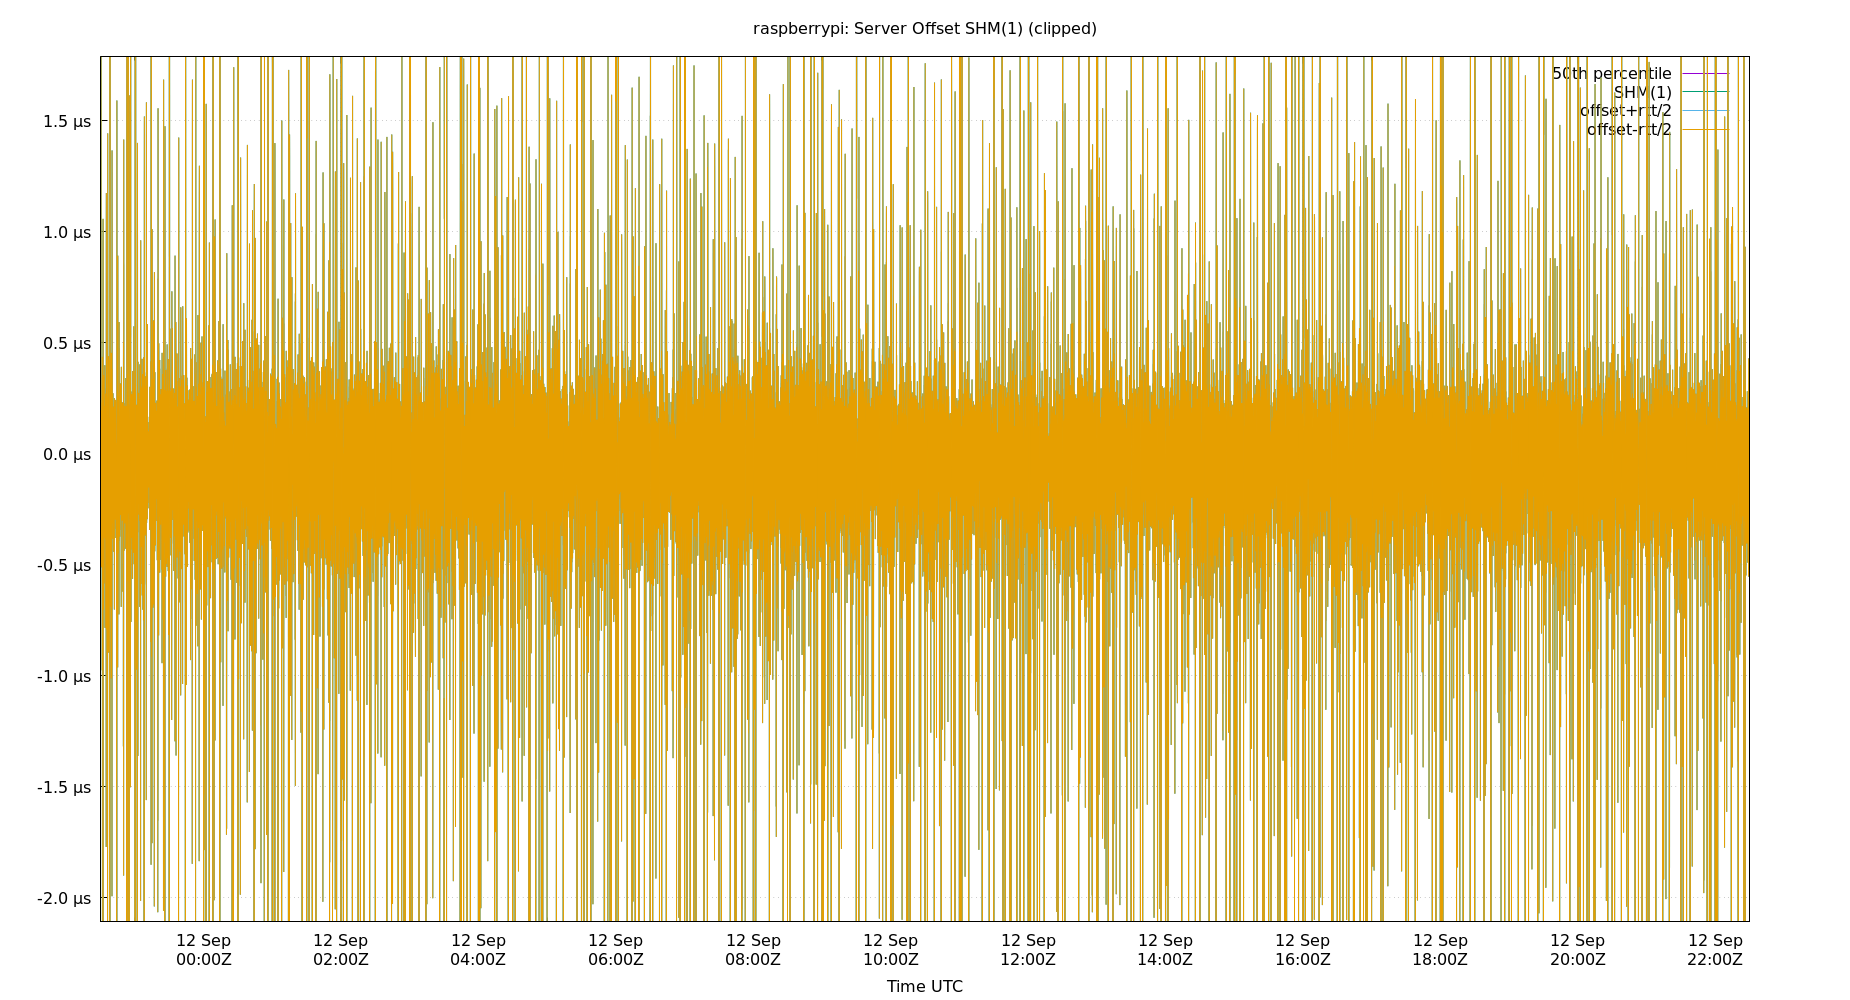 raspberrypi: Server Offset SHM(1) (clipped)
50th percentile
SHM(1)
offset+rtt/2
offset-rtt/2
1.5 µs
1.0 µs
0.5 µs
0.0 µs
-0.5 µs
-1.0 µs
-1.5 µs
-2.0 µs
12 Sep 12 Sep 12 Sep 12 Sep 12 Sep 12 Sep 12 Sep 12 Sep 12 Sep 12 Sep 12 Sep 12 Sep
00:00Z 02:00Z 04:00Z 06:00Z 08:00Z 10:00Z 12:00Z 14:00Z 16:00Z 18:00Z 20:00Z 22:00Z
Time UTC